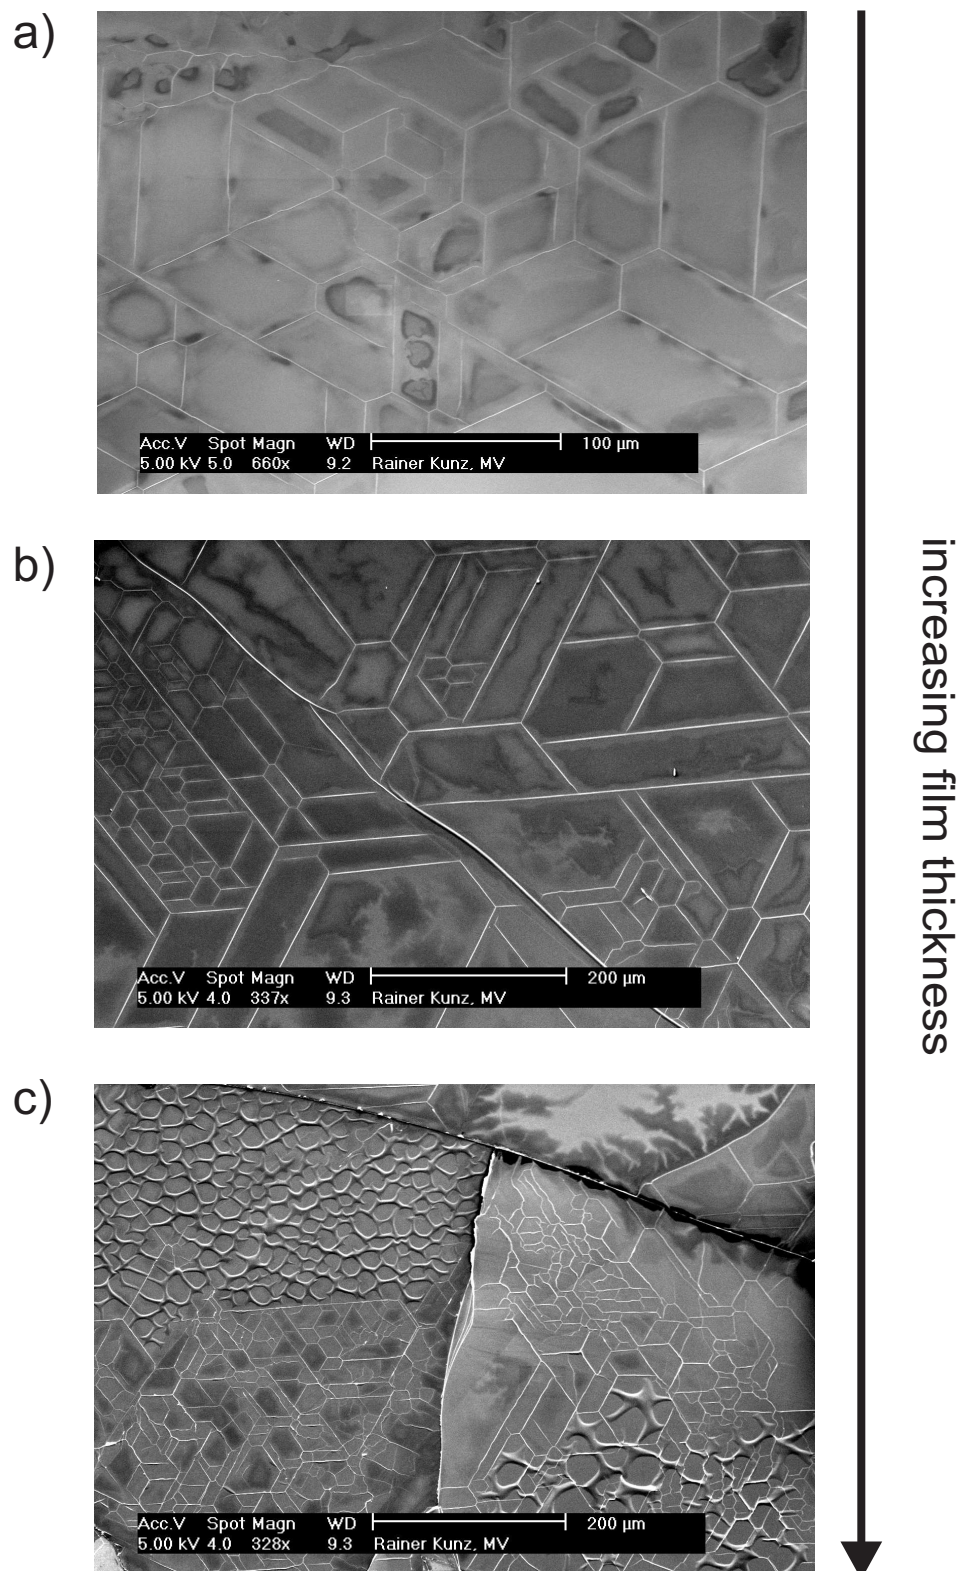 a)
Acc.V Spot Magn WD 100 µm
5.00 kV 5.0 660x 9.2 Rainer Kunz, MV
b)
Acc.V Spot Magn WD 200 µm
5.00 kV 4.0 337x 9.3 Rainer Kunz, MV
c)
Acc.V Spot Magn WD 200 µm
5.00 kV 4.0 328x 9.3 Rainer Kunz, MV
increasing film thickness